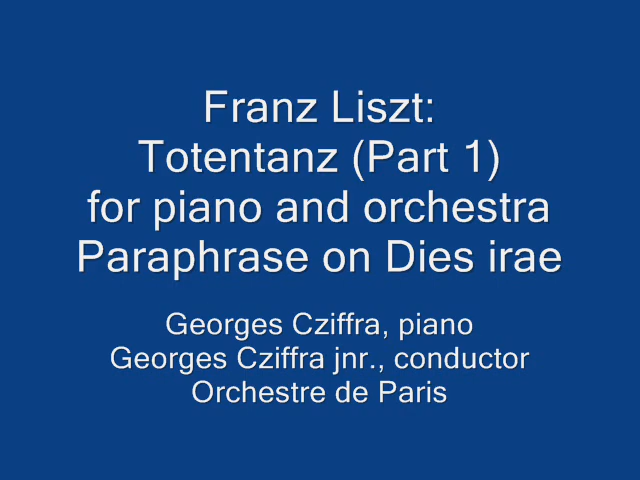 Franz Liszt:
Totentanz (Part 1)
for piano and orchestra
Paraphrase on Dies irae
Georges Cziffra, piano
Georges Cziffra jnr., conductor
Orchestre de Paris